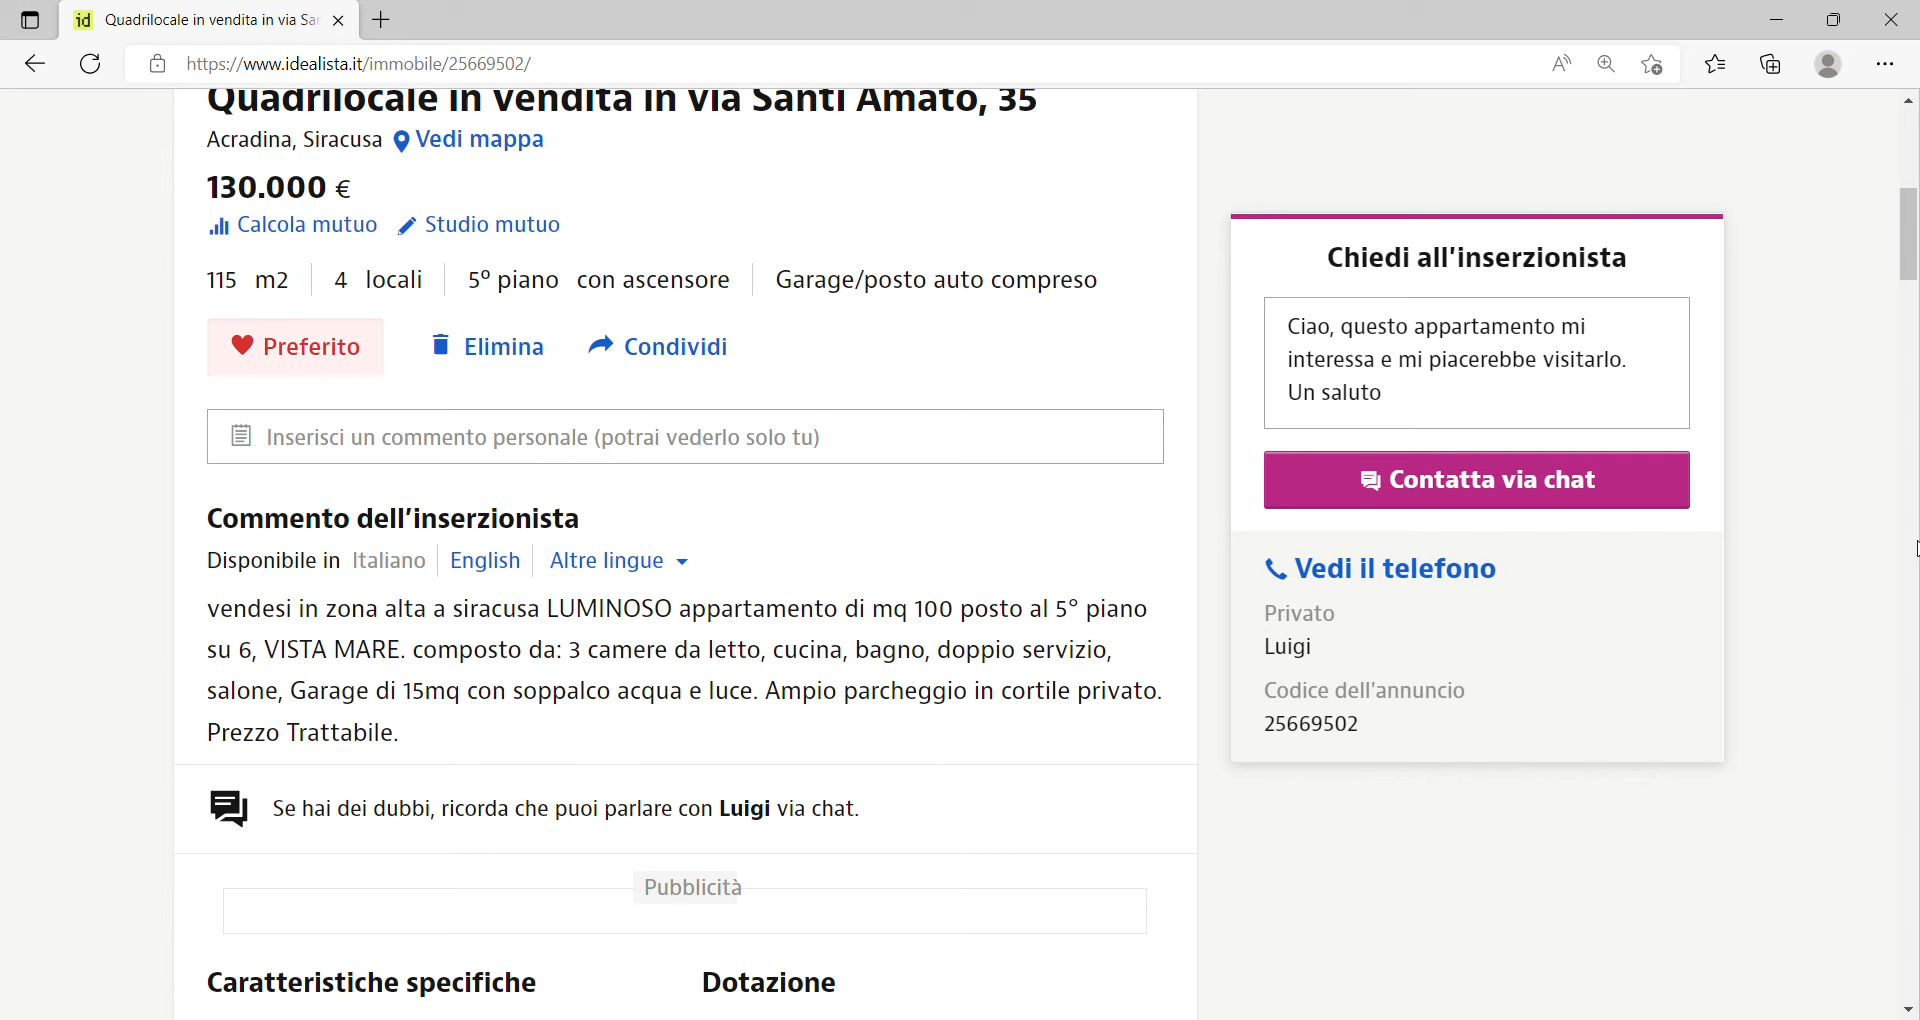 Quadrilocale in vendita in via Sa
https://www.idealista.it/immobile/25669502/
Quadrilocale in vendita in via Santi Amato, 35
Acradina, Siracusa Vedi mappa
130.000 €
Calcola mutuo Studio mutuo
115 m2 4 locali 5º piano con ascensore Garage/posto auto compreso
Preferito Elimina Condividi
Inserisci un commento personale (potrai vederlo solo tu)
Commento dell'inserzionista
Disponibile in Italiano English Altre lingue
vendesi in zona alta a siracusa LUMINOSO appartamento di mq 100 posto al 5° piano
su 6, VISTA MARE. composto da: 3 camere da letto, cucina, bagno, doppio servizio,
salone, Garage di 15mq con soppalco acqua e luce. Ampio parcheggio in cortile privato.
Prezzo Trattabile.
Se hai dei dubbi, ricorda che puoi parlare con Luigi via chat.
Pubblicità
Caratteristiche specifiche
Dotazione
Chiedi all'inserzionista
Ciao, questo appartamento mi
interessa e mi piacerebbe visitarlo.
Un saluto
Contatta via chat
Vedi il telefono
Privato
Luigi
Codice dell'annuncio
25669502